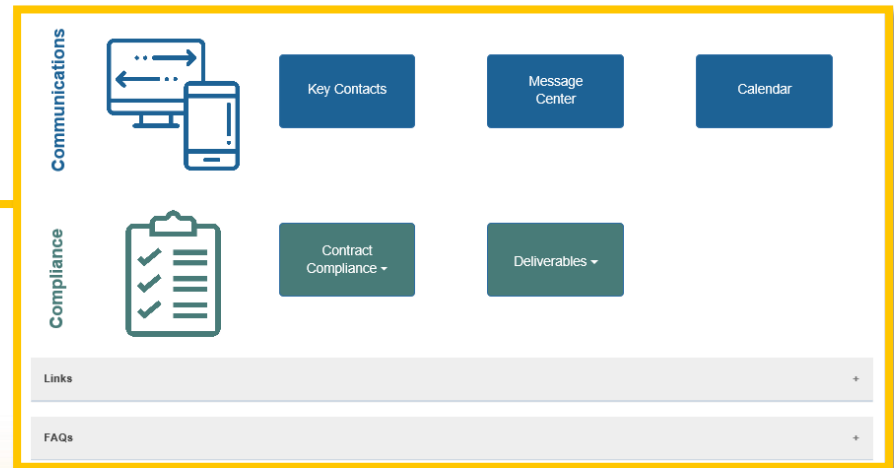 Communications
Key Contacts
Message
Center
Calendar
Compliance
Contract
Compliance
Deliverables
Links +
FAQs +